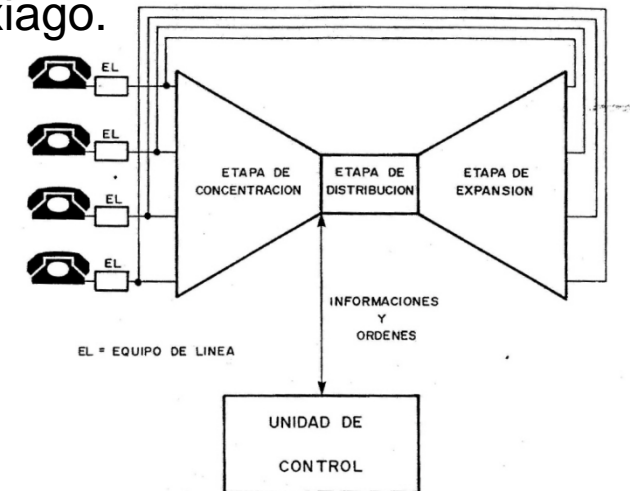 xiago.
EL
EL
EL
EL
ETAPA DE
CONCENTRACION
ETAPA DE
DISTRIBUCION
ETAPA DE
EXPANSION
INFORMACIONES
Y
ORDENES
EL = EQUIPO DE LINEA
UNIDAD DE
CONTROL